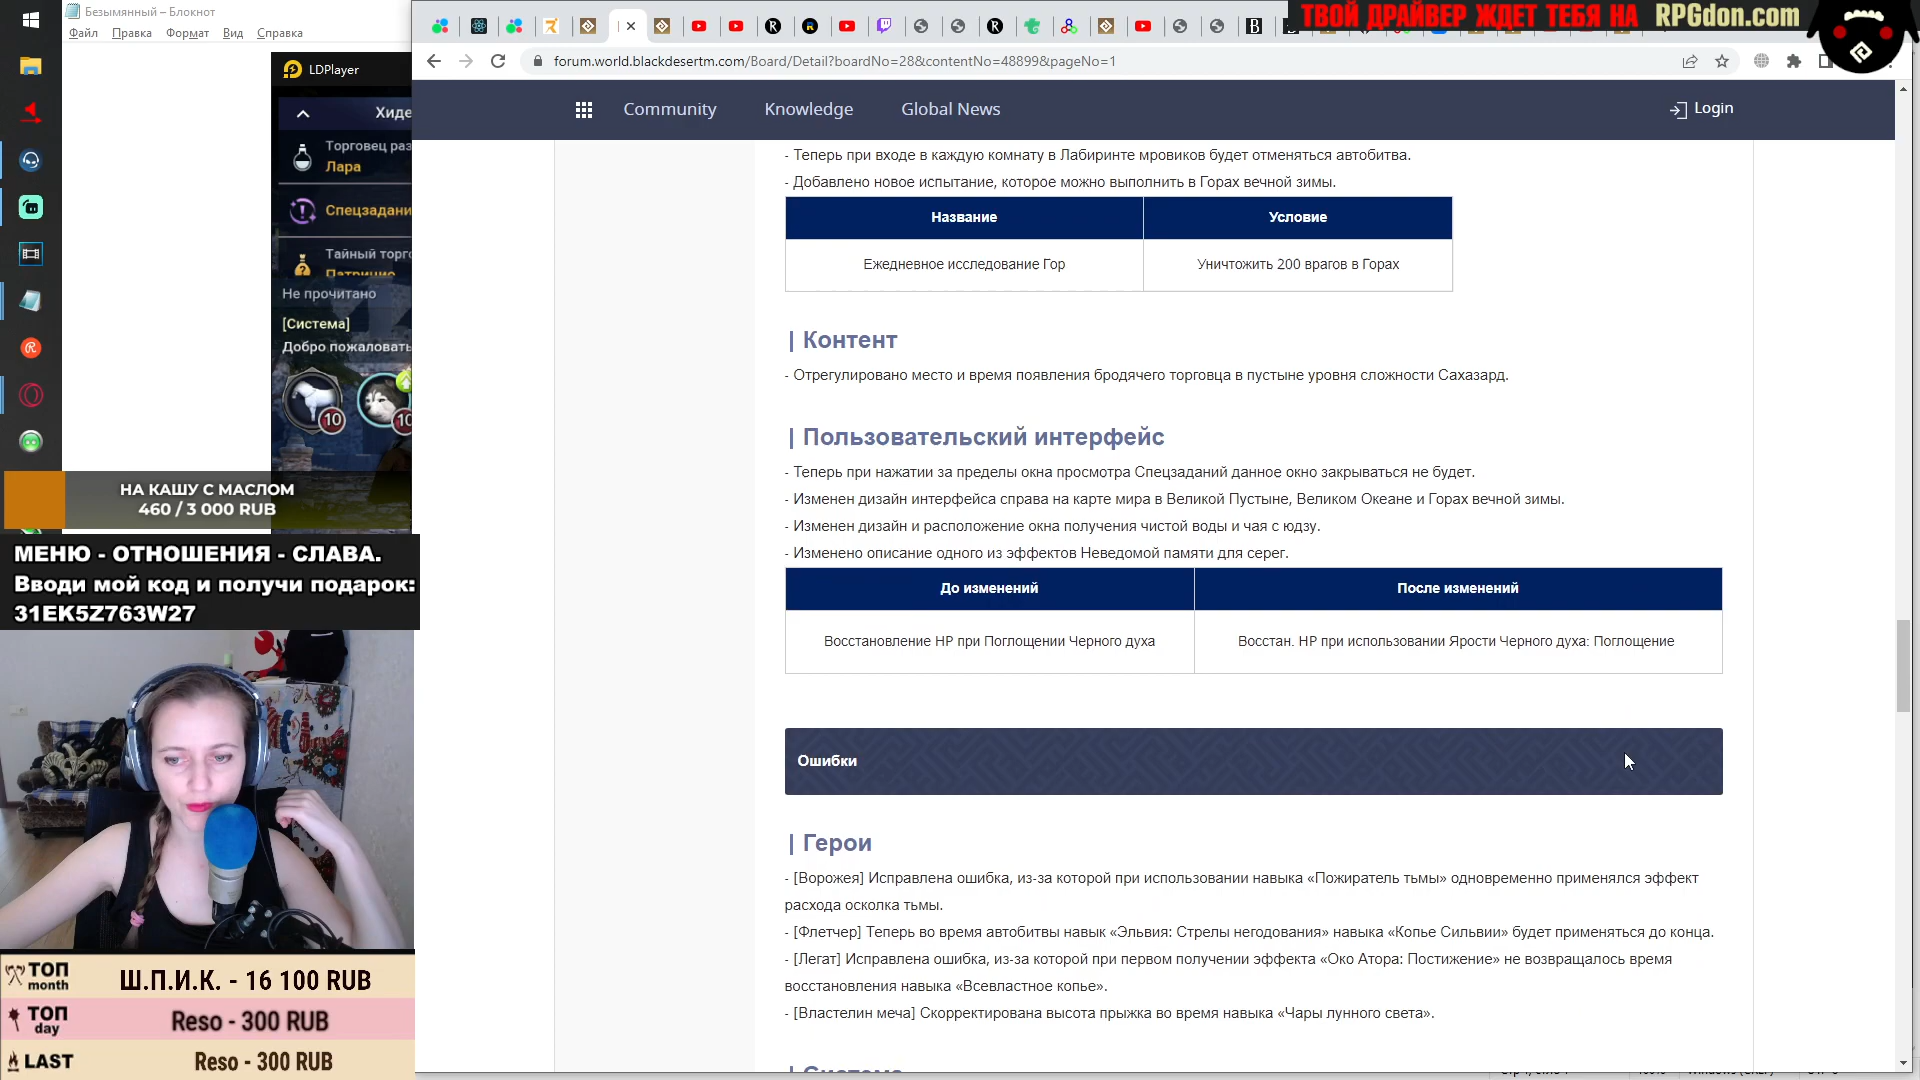 Безымянный – Блокнот
Файл Правка Формат Вид Справка
LDPlayer
Хиде
Торговец раз
Лара
Спецзадани
Тайный торг
Патрицио
Не прочитано
[Система]
Добро пожаловать
10
10
НА КАШУ С МАСЛОМ
460 / 3 000 RUB
МЕНЮ - ОТНОШЕНИЯ - СЛАВА.
Вводи мой код и получи подарок:
31EK5Z763W27
ТОП month Ш.П.И.К. - 16 100 RUB
ТОП day Reso - 300 RUB
LAST Reso - 300 RUB
ТВОЙ ДРАЙВЕР ЖДЕТ ТЕБЯ НА RPGdon.com
forum.world.blackdesertm.com/Board/Detail?boardNo=28&contentNo=48899&pageNo=1
Community Knowledge Global News Login
- Теперь при входе в каждую комнату в Лабиринте мровиков будет отменяться автобитва.
- Добавлено новое испытание, которое можно выполнить в Горах вечной зимы.
Название Условие
Ежедневное исследование Гор Уничтожить 200 врагов в Горах
| Контент
- Отрегулировано место и время появления бродячего торговца в пустыне уровня сложности Сахазард.
| Пользовательский интерфейс
- Теперь при нажатии за пределы окна просмотра Спецзаданий данное окно закрываться не будет.
- Изменен дизайн интерфейса справа на карте мира в Великой Пустыне, Великом Океане и Горах вечной зимы.
- Изменен дизайн и расположение окна получения чистой воды и чая с юдзу.
- Изменено описание одного из эффектов Неведомой памяти для серег.
До изменений После изменений
Восстановление HP при Поглощении Черного духа Восстан. HP при использовании Ярости Черного духа: Поглощение
Ошибки
| Герои
- [Ворожея] Исправлена ошибка, из-за которой при использовании навыка «Пожиратель тьмы» одновременно применялся эффект
расхода осколка тьмы.
- [Флетчер] Теперь во время автобитвы навык «Эльвия: Стрелы негодования» навыка «Копье Сильвии» будет применяться до конца.
- [Легат] Исправлена ошибка, из-за которой при первом получении эффекта «Око Атора: Постижение» не возвращалось время
восстановления навыка «Всевластное копье».
- [Властелин меча] Скорректирована высота прыжка во время навыка «Чары лунного света».
| Система